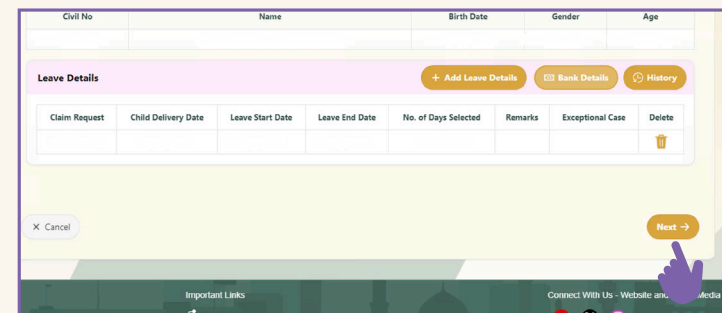 Civil No Name Birth Date Gender Age
Leave Details + Add Leave Details Bank Details History
Claim Request Child Delivery Date Leave Start Date Leave End Date No. of Days Selected Remarks Exceptional Case Delete
× Cancel Next →
Important Links Connect With Us - Website and Media